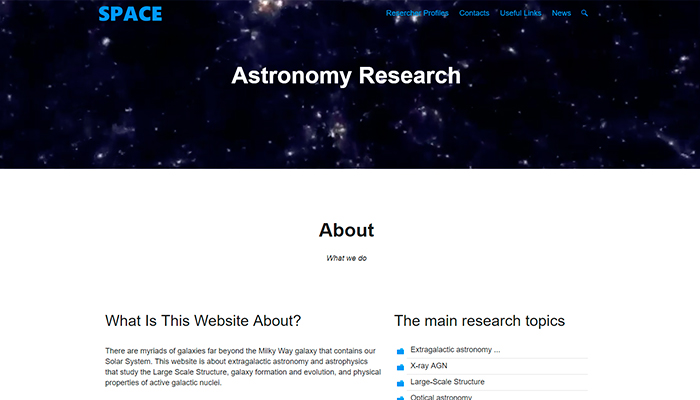 SPACE
Resercher Profiles Contacts Useful Links News
Astronomy Research
About
What we do
What Is This Website About?
There are myriads of galaxies far beyond the Milky Way galaxy that contains our
Solar System. This website is about extragalactic astronomy and astrophysics
that study the Large Scale Structure, galaxy formation and evolution, and physical
properties of active galactic nuclei.
The main research topics
Extragalactic astronomy ...
X-ray AGN
Large-Scale Structure
Optical astronomy